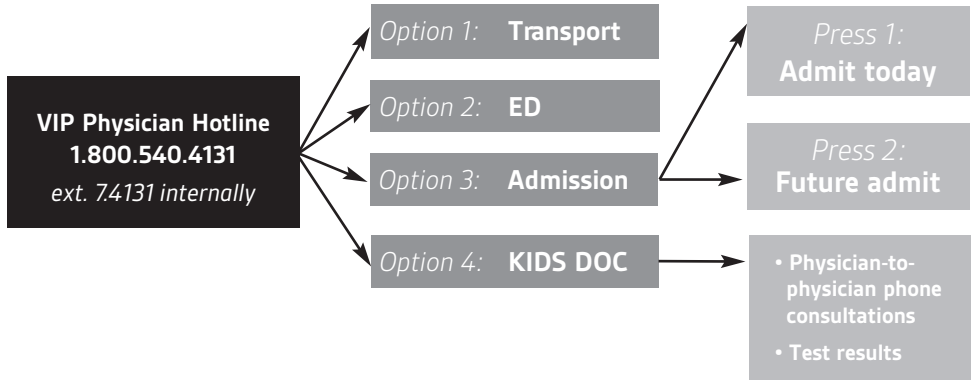 VIP Physician Hotline
1.800.540.4131
ext. 7.4131 internally
Option 1: Transport
Option 2: ED
Option 3: Admission
Option 4: KIDS DOC
Press 1:
Admit today
Press 2:
Future admit
• Physician-to-
physician phone
consultations
• Test results